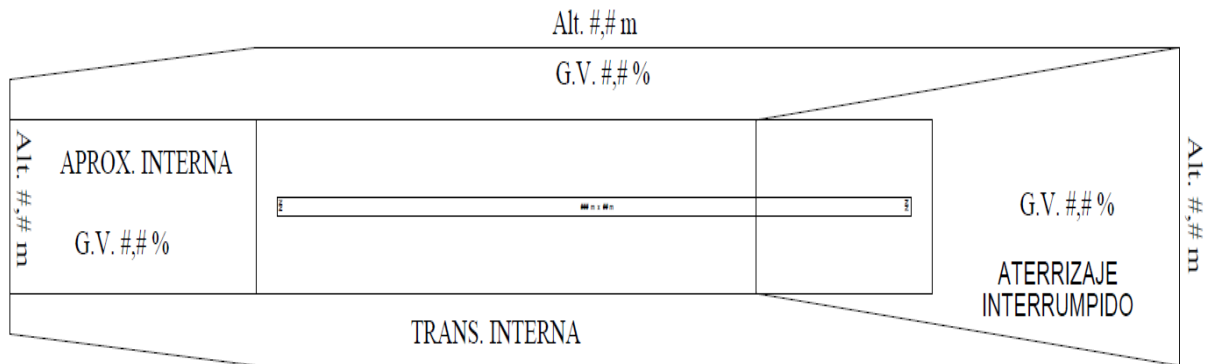 Alt. #,# m
G.V. #,# %
Alt. #,# m
APROX. INTERNA
G.V. #,# %
### m x ## m
G.V. #,# %
ATERRIZAJE
INTERRUMPIDO
Alt. #,# m
TRANS. INTERNA